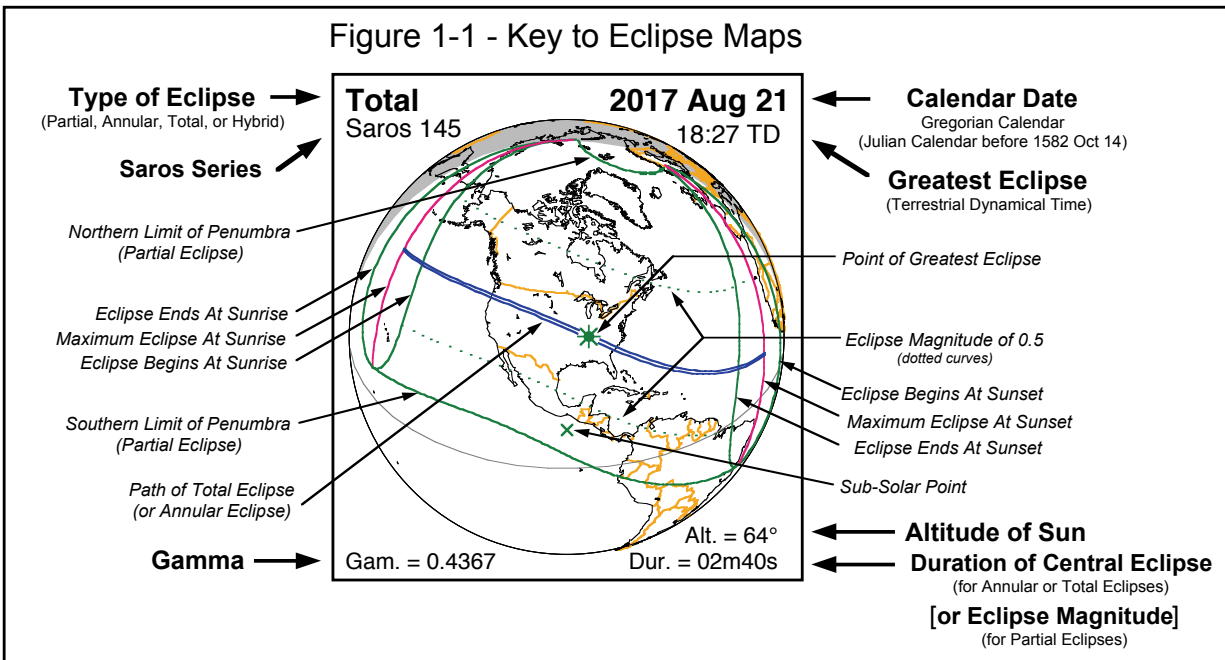 Figure 1-1 - Key to Eclipse Maps
Type of Eclipse
(Partial, Annular, Total, or Hybrid)
Saros Series
Total
Saros 145
2017 Aug 21
18:27 TD
Calendar Date
Gregorian Calendar
(Julian Calendar before 1582 Oct 14)
Greatest Eclipse
(Terrestrial Dynamical Time)
Northern Limit of Penumbra
(Partial Eclipse)
Eclipse Ends At Sunrise
Maximum Eclipse At Sunrise
Eclipse Begins At Sunrise
Southern Limit of Penumbra
(Partial Eclipse)
Path of Total Eclipse
(or Annular Eclipse)
Gamma
Point of Greatest Eclipse
Eclipse Magnitude of 0.5
(dotted curves)
Eclipse Begins At Sunset
Maximum Eclipse At Sunset
Eclipse Ends At Sunset
Sub-Solar Point
Gam. = 0.4367
Alt. = 64°
Dur. = 02m40s
Altitude of Sun
Duration of Central Eclipse
(for Annular or Total Eclipses)
[or Eclipse Magnitude]
(for Partial Eclipses)